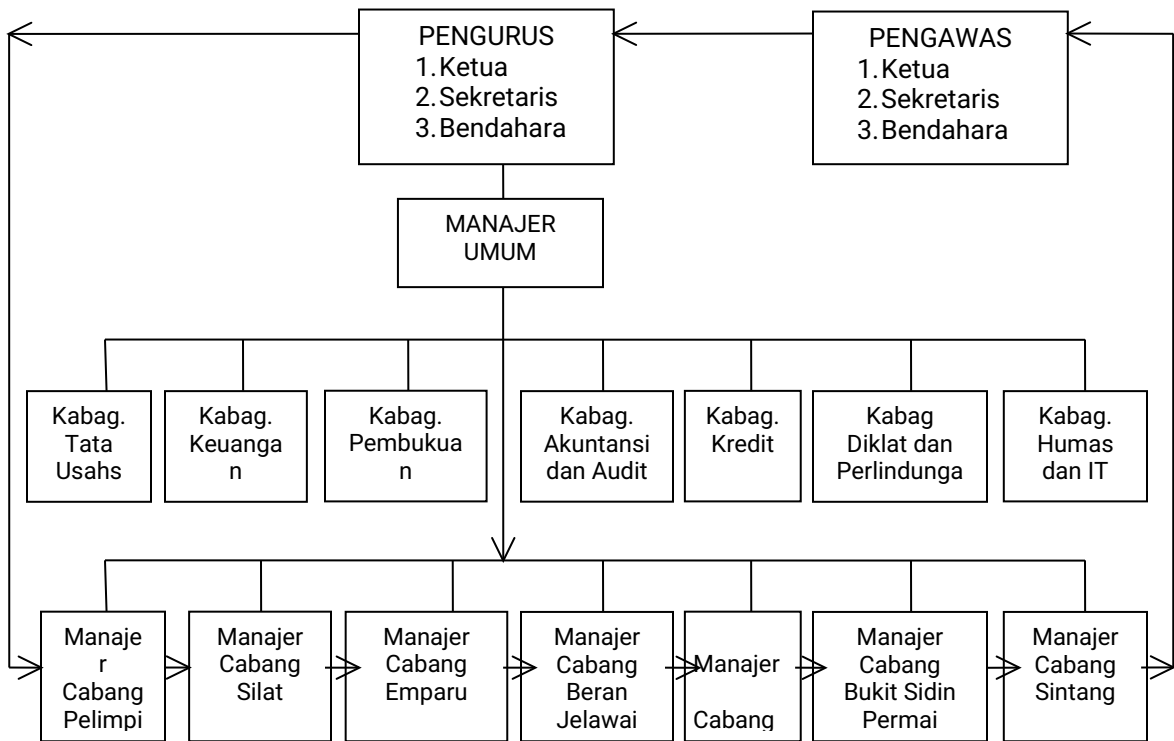 PENGURUS
1.Ketua
2.Sekretaris
3.Bendahara
PENGAWAS
1.Ketua
2.Sekretaris
3.Bendahara
MANAJER
UMUM
Kabag.
Tata
Usahs
Kabag.
Keuanga
n
Kabag.
Pembukua
n
Kabag.
Akuntansi
dan Audit
Kabag.
Kredit
Kabag
Diklat dan
Perlindunga
Kabag.
Humas
dan IT
Manaje
r
Cabang
Pelimpi
Manajer
Cabang
Silat
Manajer
Cabang
Emparu
Manajer
Cabang
Beran
Jelawai
Manajer
Cabang
Manajer
Cabang
Bukit Sidin
Permai
Manajer
Cabang
Sintang